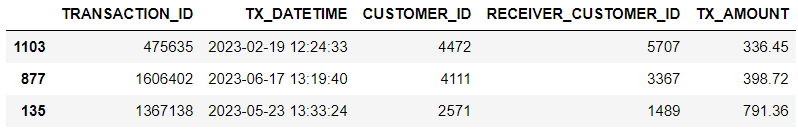 TRANSACTION_ID TX_DATETIME CUSTOMER_ID RECEIVER_CUSTOMER_ID TX_AMOUNT
1103 475635 2023-02-19 12:24:33 4472 5707 336.45
877 1606402 2023-06-17 13:19:40 4111 3367 398.72
135 1367138 2023-05-23 13:33:24 2571 1489 791.36